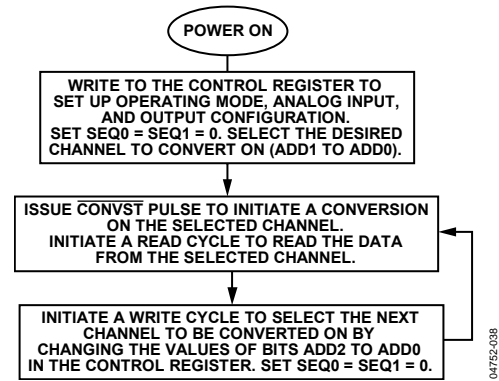 POWER ON
WRITE TO THE CONTROL REGISTER TO
SET UP OPERATING MODE, ANALOG INPUT,
AND OUTPUT CONFIGURATION.
SET SEQ0 = SEQ1 = 0. SELECT THE DESIRED
CHANNEL TO CONVERT ON (ADD1 TO ADD0).
ISSUE CONVST PULSE TO INITIATE A CONVERSION
ON THE SELECTED CHANNEL.
INITIATE A READ CYCLE TO READ THE DATA
FROM THE SELECTED CHANNEL.
INITIATE A WRITE CYCLE TO SELECT THE NEXT
CHANNEL TO BE CONVERTED ON BY
CHANGING THE VALUES OF BITS ADD2 TO ADD0
IN THE CONTROL REGISTER. SET SEQ0 = SEQ1 = 0.
04752-038